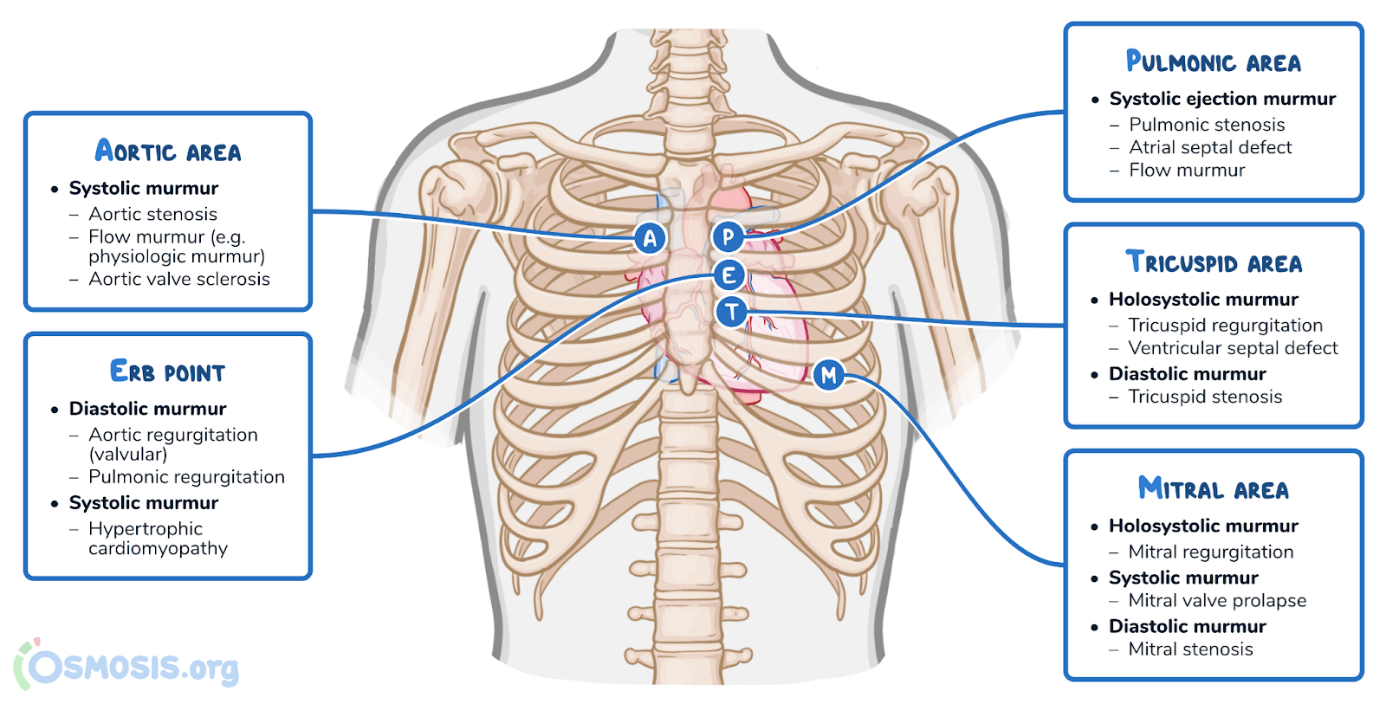 AORTIC AREA
• Systolic murmur
– Aortic stenosis
– Flow murmur (e.g.
physiologic murmur)
– Aortic valve sclerosis
ERB POINT
• Diastolic murmur
– Aortic regurgitation
(valvular)
– Pulmonic regurgitation
• Systolic murmur
– Hypertrophic
cardiomyopathy
A
P
E
T
M
PULMONIC AREA
• Systolic ejection murmur
– Pulmonic stenosis
– Atrial septal defect
– Flow murmur
TRICUSPID AREA
• Holosystolic murmur
– Tricuspid regurgitation
– Ventricular septal defect
• Diastolic murmur
– Tricuspid stenosis
MITRAL AREA
• Holosystolic murmur
– Mitral regurgitation
• Systolic murmur
– Mitral valve prolapse
• Diastolic murmur
– Mitral stenosis
OSMOSIS.org